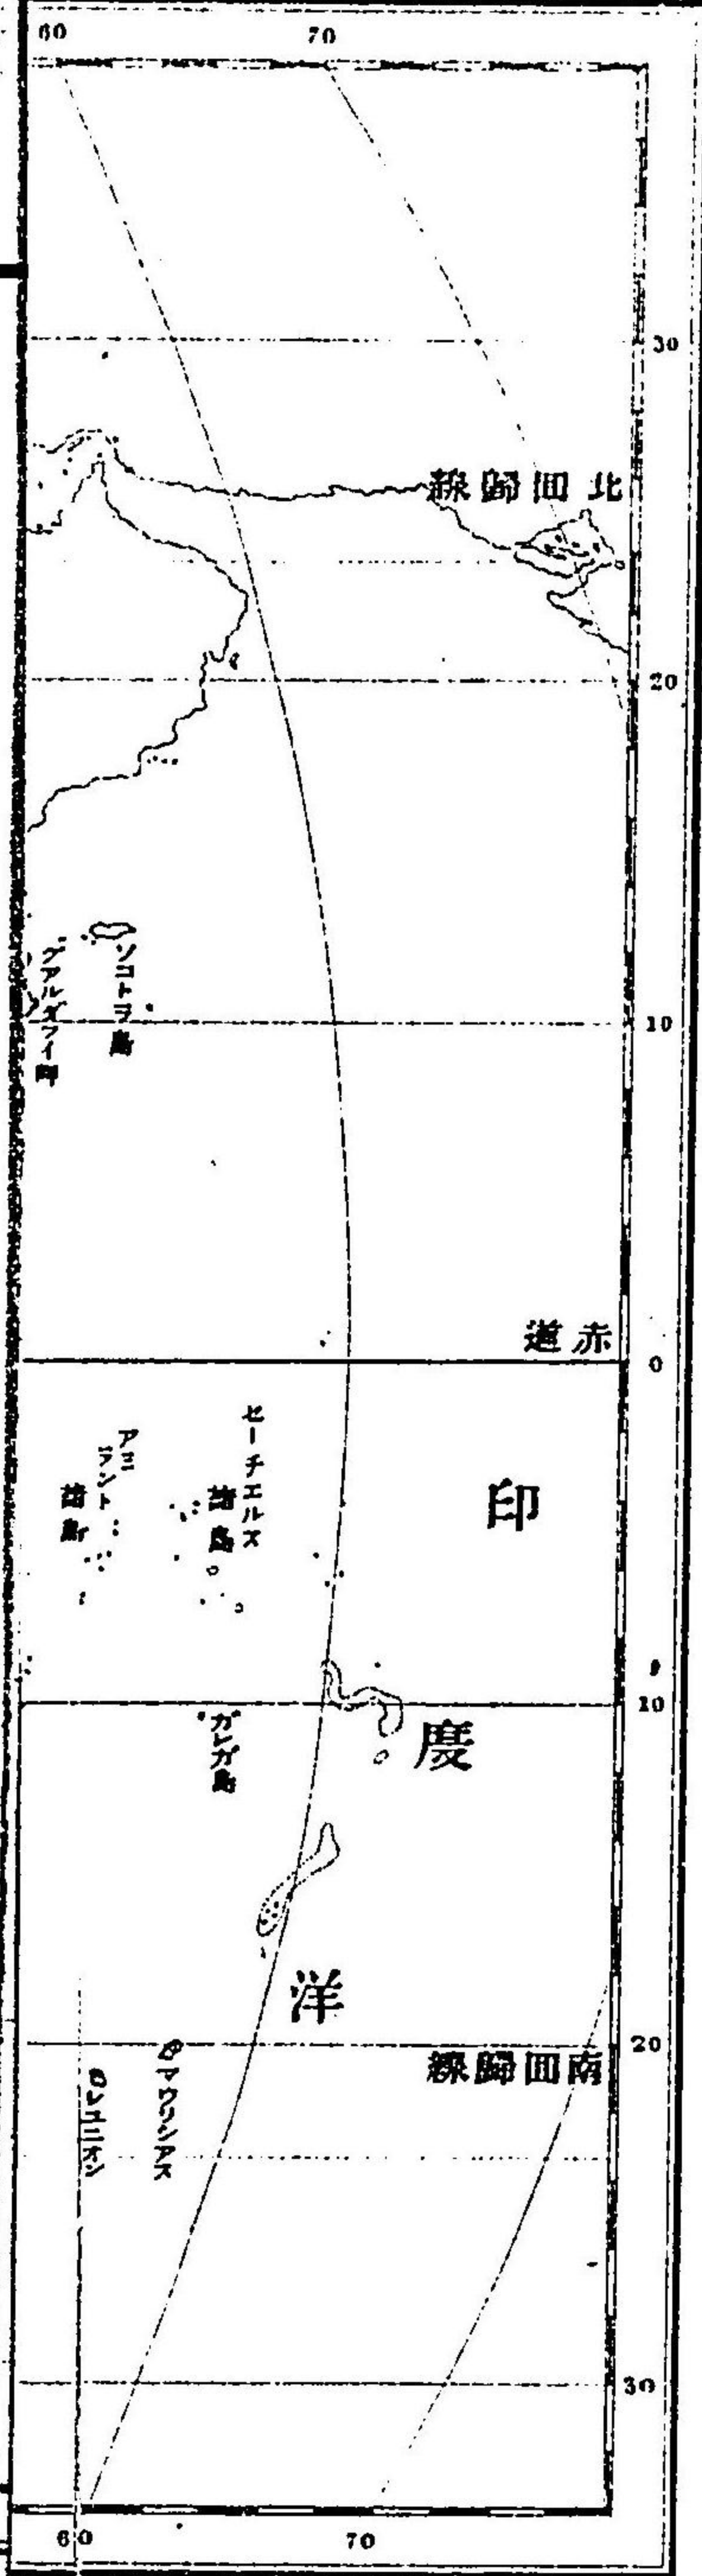 60
70
30
北回歸線
20
ソコトラ島
グアルダフイ岬
10
赤道
0
セーチエルズ
諸島
アミラント
諸島
印
度
洋
10
ガレガ島
20
南回歸線
マウリシアス
レユニオン
30
60
70